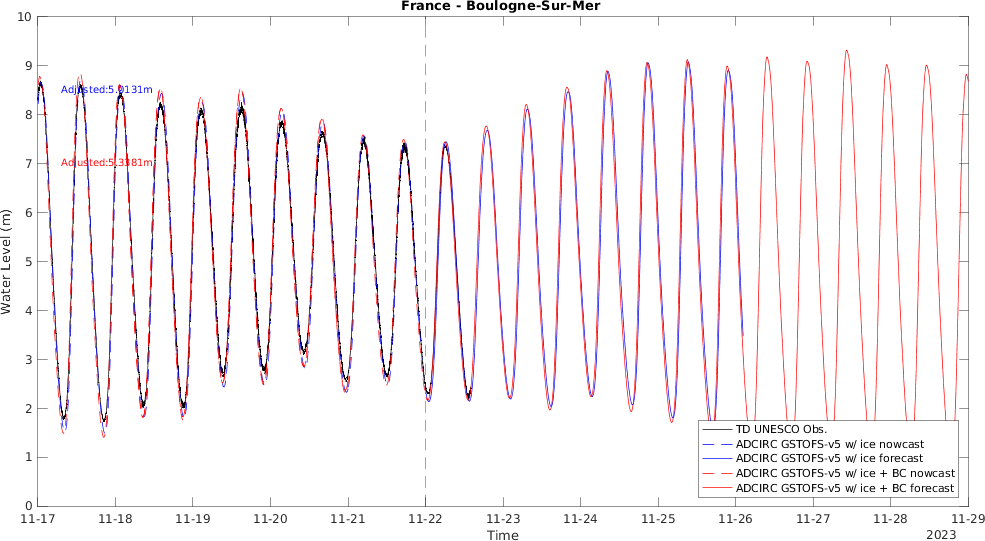 France - Boulogne-Sur-Mer
10
9
8
7
6
5
4
3
2
1
0
Water Level (m)
Adjusted:5.0131m
Adjusted:5.3381m
TD UNESCO Obs.
ADCIRC GSTOFS-v5 w/ ice nowcast
ADCIRC GSTOFS-v5 w/ ice forecast
ADCIRC GSTOFS-v5 w/ ice + BC nowcast
ADCIRC GSTOFS-v5 w/ ice + BC forecast
11-17 11-18 11-19 11-20 11-21 11-22 11-23 11-24 11-25 11-26 11-27 11-28 11-29
Time
2023